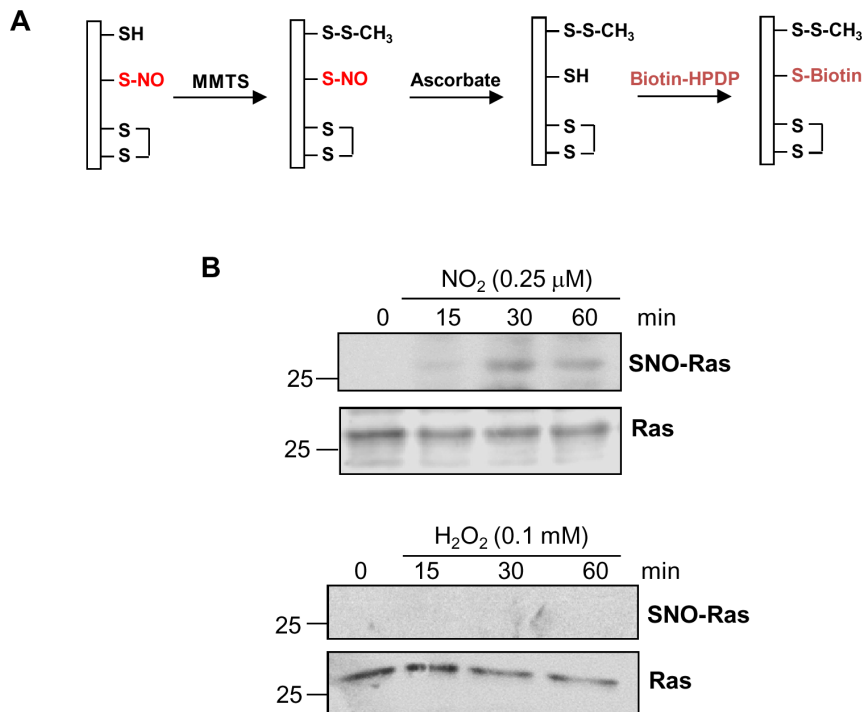 A
SH
S-NO
S
S
MMTS
S-S-CH3
S-NO
S
S
Ascorbate
S-S-CH3
SH
S
S
Biotin-HPDP
S-S-CH3
S-Biotin
S
S
B
NO2 (0.25 μM)
0 15 30 60 min
25 SNO-Ras
25 Ras
H2O2 (0.1 mM)
0 15 30 60 min
25 SNO-Ras
25 Ras